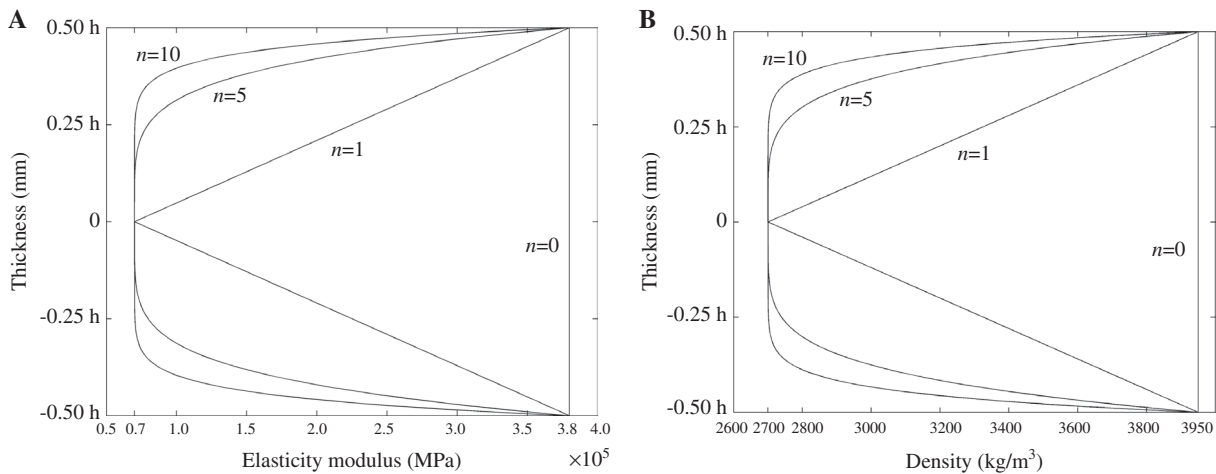 A
0.50 h
n=10
n=5
0.25 h
n=1
Thickness (mm)
0
n=0
-0.25 h
-0.50 h
0.5 0.7 1.0 1.5 2.0 2.5 3.0 3.5 3.8 4.0
Elasticity modulus (MPa) ×10⁵
B
0.50 h
n=10
n=5
0.25 h
n=1
Thickness (mm)
0
n=0
-0.25 h
-0.50 h
2600 2700 2800 3000 3200 3400 3600 3800 3950
Density (kg/m³)